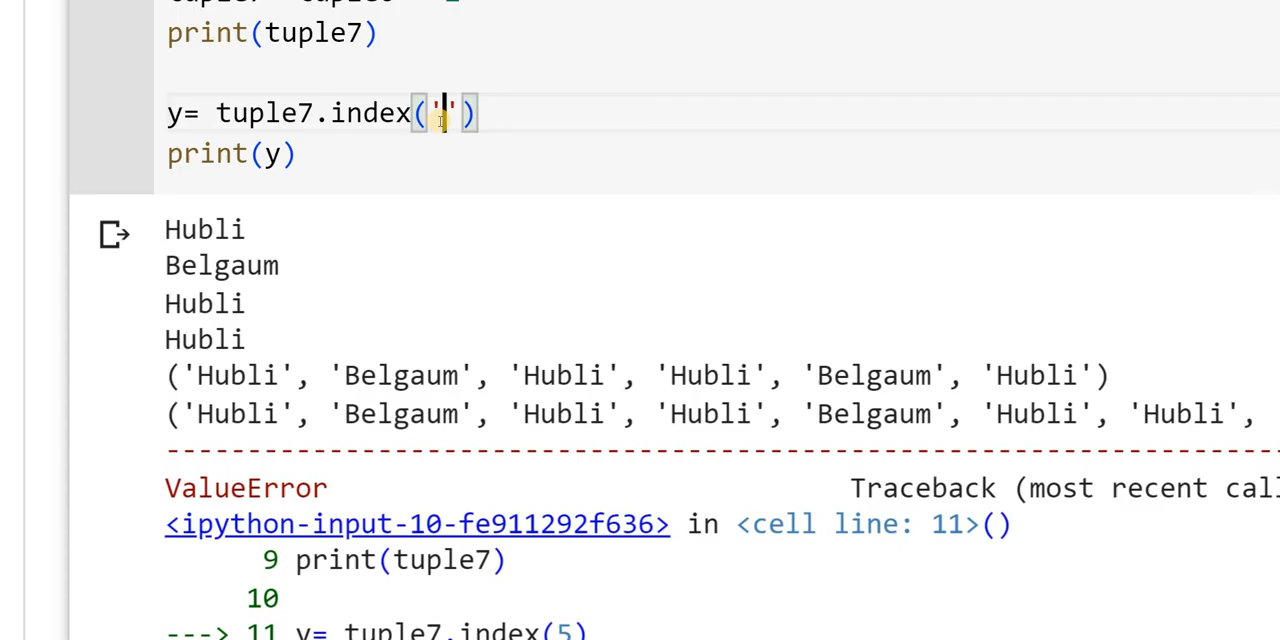 print(tuple7)
y= tuple7.index('')
print(y)
Hubli
Belgaum
Hubli
Hubli
('Hubli', 'Belgaum', 'Hubli', 'Hubli', 'Belgaum', 'Hubli')
('Hubli', 'Belgaum', 'Hubli', 'Hubli', 'Belgaum', 'Hubli', 'Hubli',
ValueError Traceback (most recent call
<ipython-input-10-fe911292f636> in <cell line: 11>()
9 print(tuple7)
10
---> 11 y= tuple7.index(5)